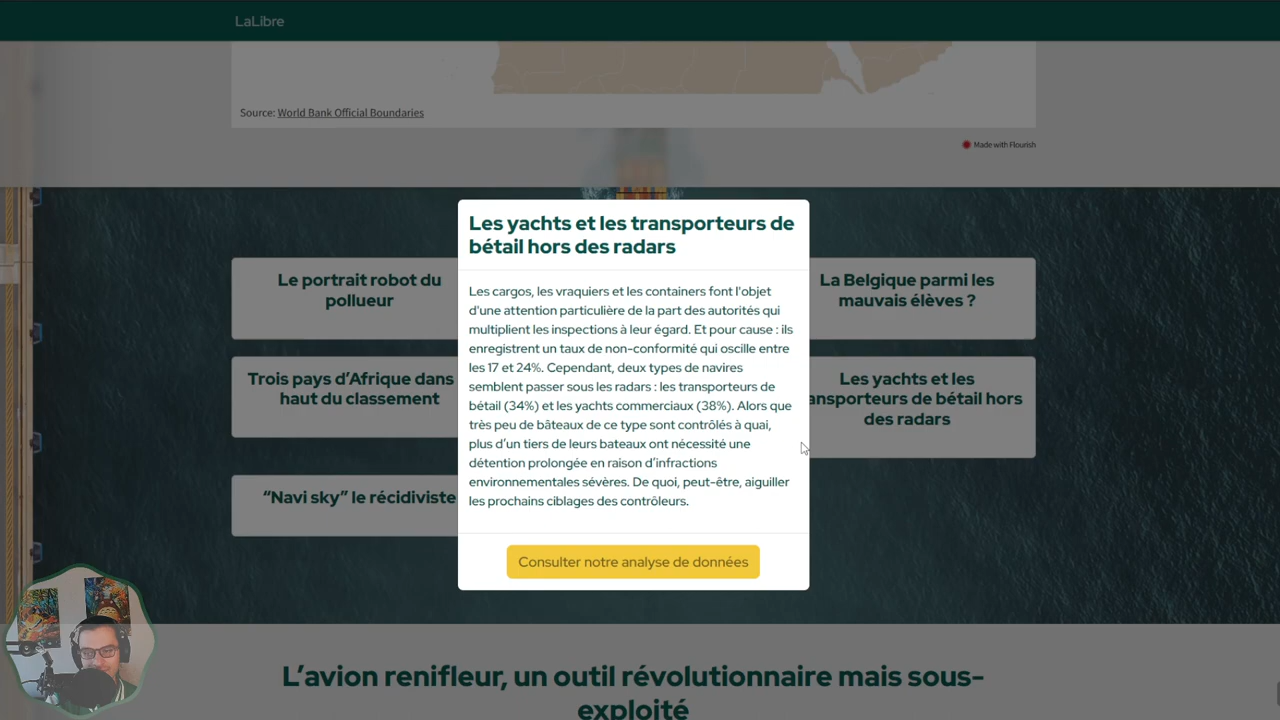 LaLibre
Source: World Bank Official Boundaries
Made with Flourish
Les yachts et les transporteurs de
bétail hors des radars
Les cargos, les vraquiers et les containers font l'objet
d'une attention particulière de la part des autorités qui
multiplient les inspections à leur égard. Et pour cause : ils
enregistrent un taux de non-conformité qui oscille entre
les 17 et 24%. Cependant, deux types de navires
semblent passer sous les radars : les transporteurs de
bétail (34%) et les yachts commerciaux (38%). Alors que
très peu de bâteaux de ce type sont contrôlés à quai,
plus d’un tiers de leurs bateaux ont nécessité une
détention prolongée en raison d’infractions
environnementales sévères. De quoi, peut-être, aiguiller
les prochains ciblages des contrôleurs.
Consulter notre analyse de données
Le portrait robot du
pollueur
La Belgique parmi les
mauvais élèves ?
Trois pays d’Afrique dans
haut du classement
Les yachts et les
ansporteurs de bétail hors
des radars
“Navi sky” le récidiviste
L’avion renifleur, un outil révolutionnaire mais sous-
exploité